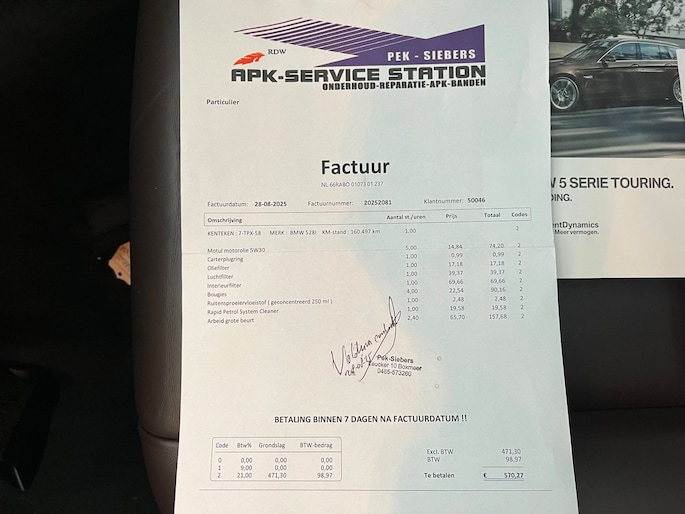 RDW
PEK - SIEBERS
APK-SERVICE STATION
ONDERHOUD-REPARATIE-APK-BANDEN
Particulier
Factuur
NL 66RABO 01073 01 237
Factuurdatum: 28-08-2025 Factuurnummer: 20252081 Klantnummer: 50046
Omschrijving Aantal st./uren Prijs Totaal Codes
KENTEKEN : 7-TPX-58 MERK : BMW 528I KM-stand : 160.497 km 1,00 2
Motul motorolie 5W30 5,00 14,84 74,20 2
Carterplugring 1,00 0,99 0,99 2
Oliefilter 1,00 17,18 17,18 2
Luchtfilter 1,00 39,37 39,37 2
Interieurfilter 1,00 69,66 69,66 2
Bougies 4,00 22,54 90,16 2
Ruitensproeiervloeistof ( geconcentreerd 250 ml ) 1,00 2,48 2,48 2
Rapid Petrol System Cleaner 1,00 19,58 19,58 2
Arbeid grote beurt 2,40 65,70 157,68 2
Pek-Siebers
10 Boxmeer
0485-573260
BETALING BINNEN 7 DAGEN NA FACTUURDATUM !!
Code Btw% Grondslag BTW-bedrag
0 0,00 0,00 0,00
1 9,00 0,00 0,00
2 21,00 471,30 98,97
Excl. BTW 471,30
BTW 98,97
Te betalen € 570,27
5 SERIE TOURING.
Meer vermogen.